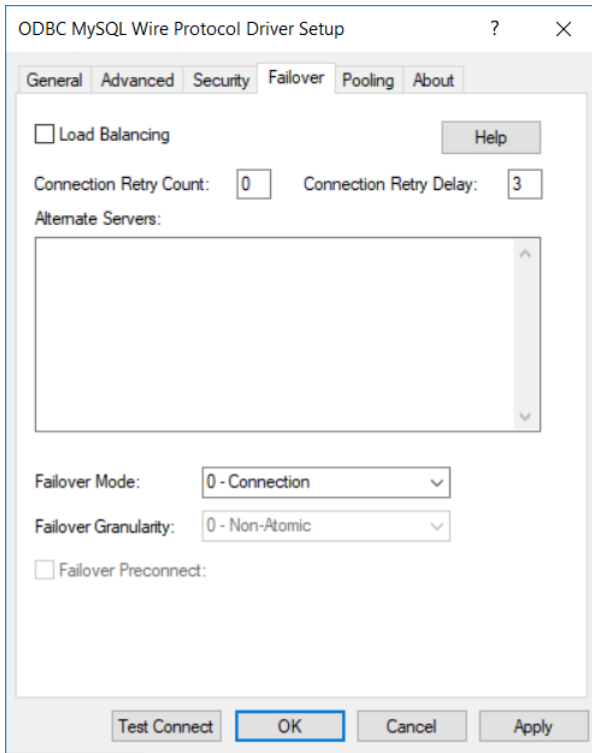 ODBC MySQL Wire Protocol Driver Setup ?
General Advanced Security Failover Pooling About
Load Balancing Help
Connection Retry Count: 0 Connection Retry Delay: 3
Alternate Servers:
Failover Mode: 0 - Connection
Failover Granularity: 0 - Non-Atomic
Failover Preconnect:
Test Connect OK Cancel Apply